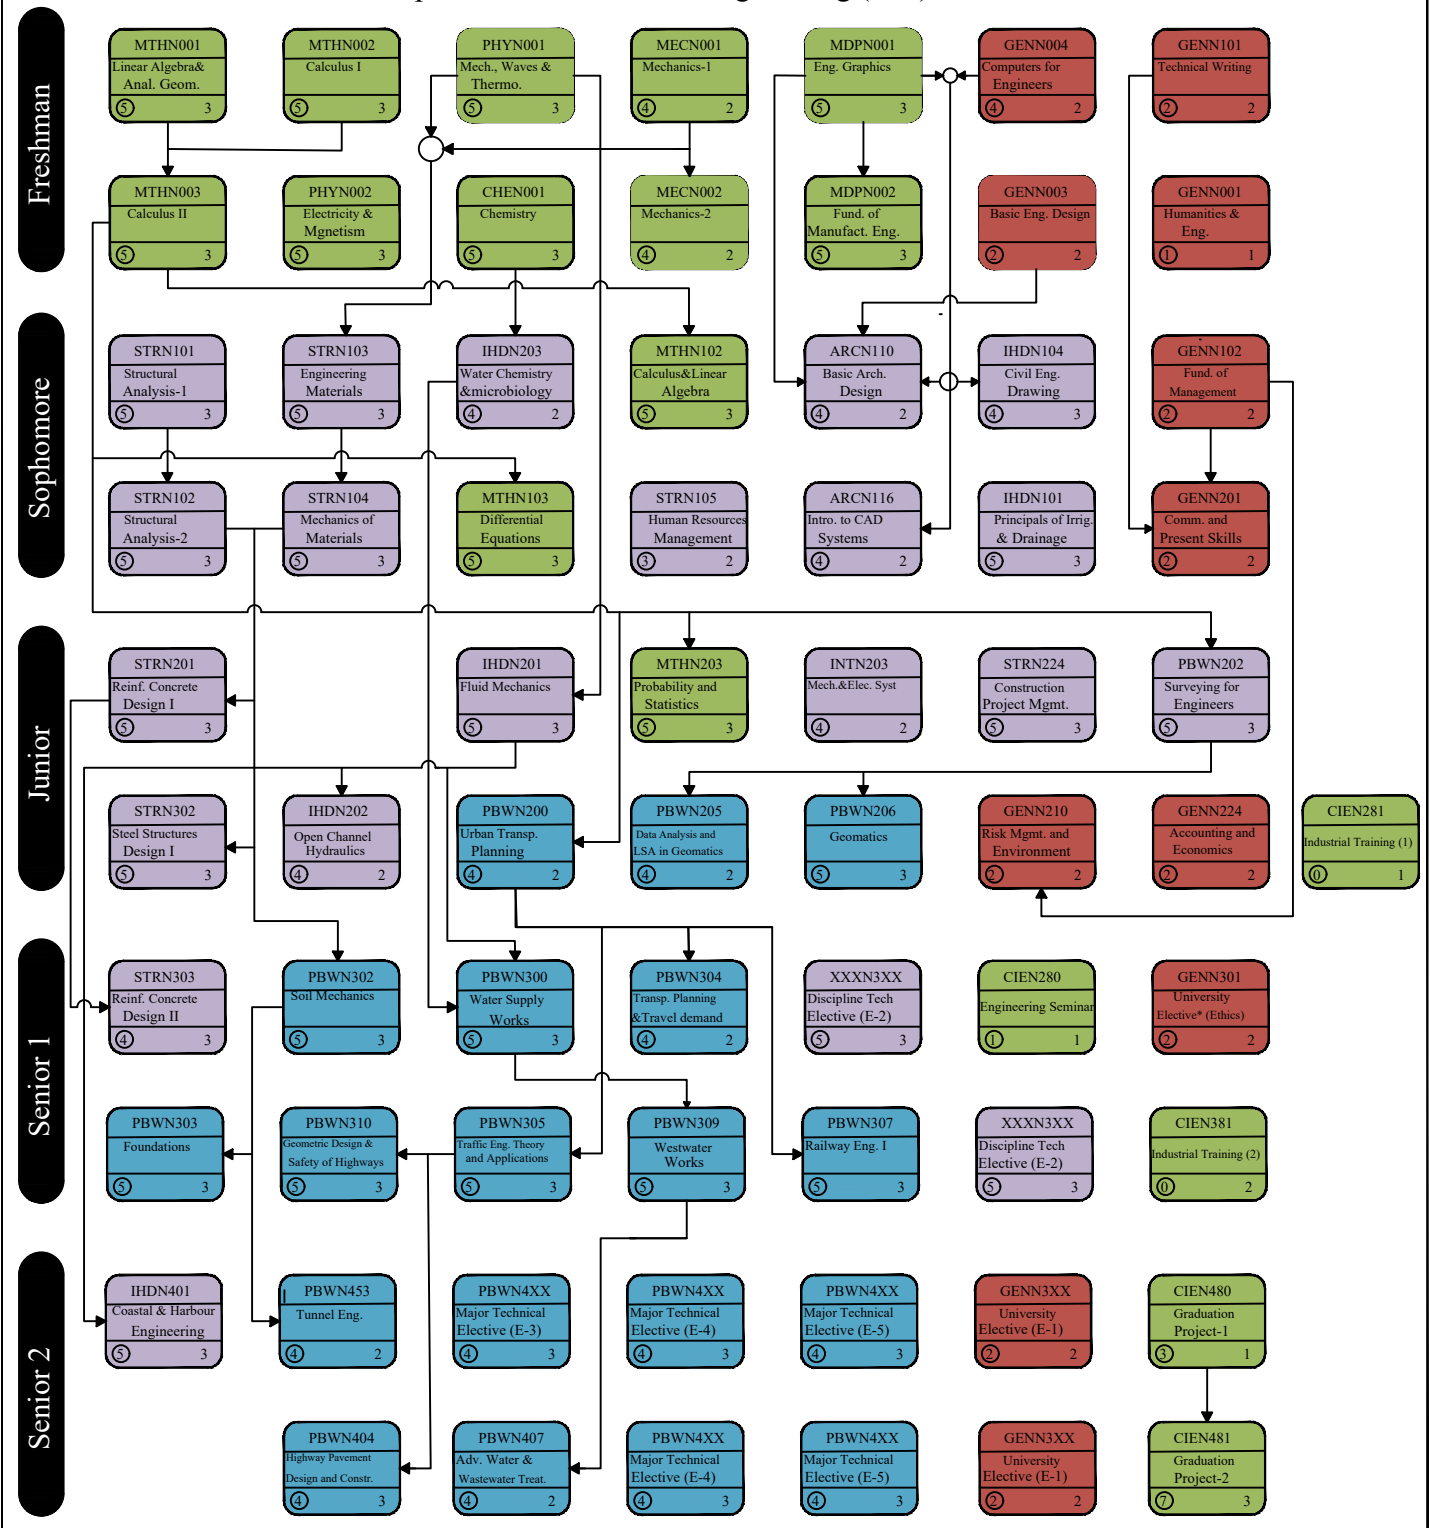 Freshman
MTHN001
Linear Algebra&
Anal. Geom.
5 3
MTHN002
Calculus I
5 3
PHYN001
Mech., Waves &
Thermo.
5 3
MECN001
Mechanics-1
4 2
MDPN001
Eng. Graphics
5 3
GENN004
Computers for
Engineers
4 2
GENN101
Technical Writing
2 2
MTHN003
Calculus II
5 3
PHYN002
Electricity &
Mgnetism
5 3
CHEN001
Chemistry
5 3
MECN002
Mechanics-2
4 2
MDPN002
Fund. of
Manufact. Eng.
5 3
GENN003
Basic Eng. Design
2 2
GENN001
Humanities &
Eng.
1 1
Sophomore
STRN101
Structural
Analysis-1
5 3
STRN103
Engineering
Materials
5 3
IHDN203
Water Chemistry
&microbiology
4 2
MTHN102
Calculus&Linear
Algebra
5 3
ARCN110
Basic Arch.
Design
4 2
IHDN104
Civil Eng.
Drawing
4 3
GENN102
Fund. of
Management
2 2
STRN102
Structural
Analysis-2
5 3
STRN104
Mechanics of
Materials
5 3
MTHN103
Differential
Equations
5 3
STRN105
Human Resources
Management
3 2
ARCN116
Intro. to CAD
Systems
4 2
IHDN101
Principals of Irrig.
& Drainage
5 3
GENN201
Comm. and
Present Skills
2 2
Junior
STRN201
Reinf. Concrete
Design I
5 3
IHDN201
Fluid Mechanics
5 3
MTHN203
Probability and
Statistics
5 3
INTN203
Mech.&Elec. Syst
4 2
STRN224
Construction
Project Mgmt.
5 3
PBWN202
Surveying for
Engineers
5 3
STRN302
Steel Structures
Design I
5 3
IHDN202
Open Channel
Hydraulics
4 2
PBWN200
Urban Transp.
Planning
4 2
PBWN205
Data Analysis and
LSA in Geomatics
4 2
PBWN206
Geomatics
5 3
GENN210
Risk Mgmt. and
Environment
2 2
GENN224
Accounting and
Economics
2 2
CIEN281
Industrial Training (1)
0 1
Senior 1
STRN303
Reinf. Concrete
Design II
4 3
PBWN302
Soil Mechanics
5 3
PBWN300
Water Supply
Works
5 3
PBWN304
Transp. Planning
&Travel demand
4 2
XXXN3XX
Discipline Tech
Elective (E-2)
5 3
CIEN280
Engineering Seminar
1 1
GENN301
University
Elective* (Ethics)
2 2
PBWN303
Foundations
5 3
PBWN310
Geometric Design &
Safety of Highways
5 3
PBWN305
Traffic Eng. Theory
and Applications
5 3
PBWN309
Westwater
Works
5 3
PBWN307
Railway Eng. I
5 3
XXXN3XX
Discipline Tech
Elective (E-2)
5 3
CIEN381
Industrial Training (2)
0 2
Senior 2
IHDN401
Coastal & Harbour
Engineering
5 3
PBWN453
Tunnel Eng.
4 2
PBWN4XX
Major Technical
Elective (E-3)
4 3
PBWN4XX
Major Technical
Elective (E-4)
4 3
PBWN4XX
Major Technical
Elective (E-5)
4 3
GENN3XX
University
Elective (E-1)
2 2
CIEN480
Graduation
Project-1
3 1
PBWN404
Highway Pavement
Design and Constr.
4 3
PBWN407
Adv. Water &
Wastewater Treat.
4 2
PBWN4XX
Major Technical
Elective (E-4)
4 3
PBWN4XX
Major Technical
Elective (E-5)
4 3
GENN3XX
University
Elective (E-1)
2 2
CIEN481
Graduation
Project-2
7 3